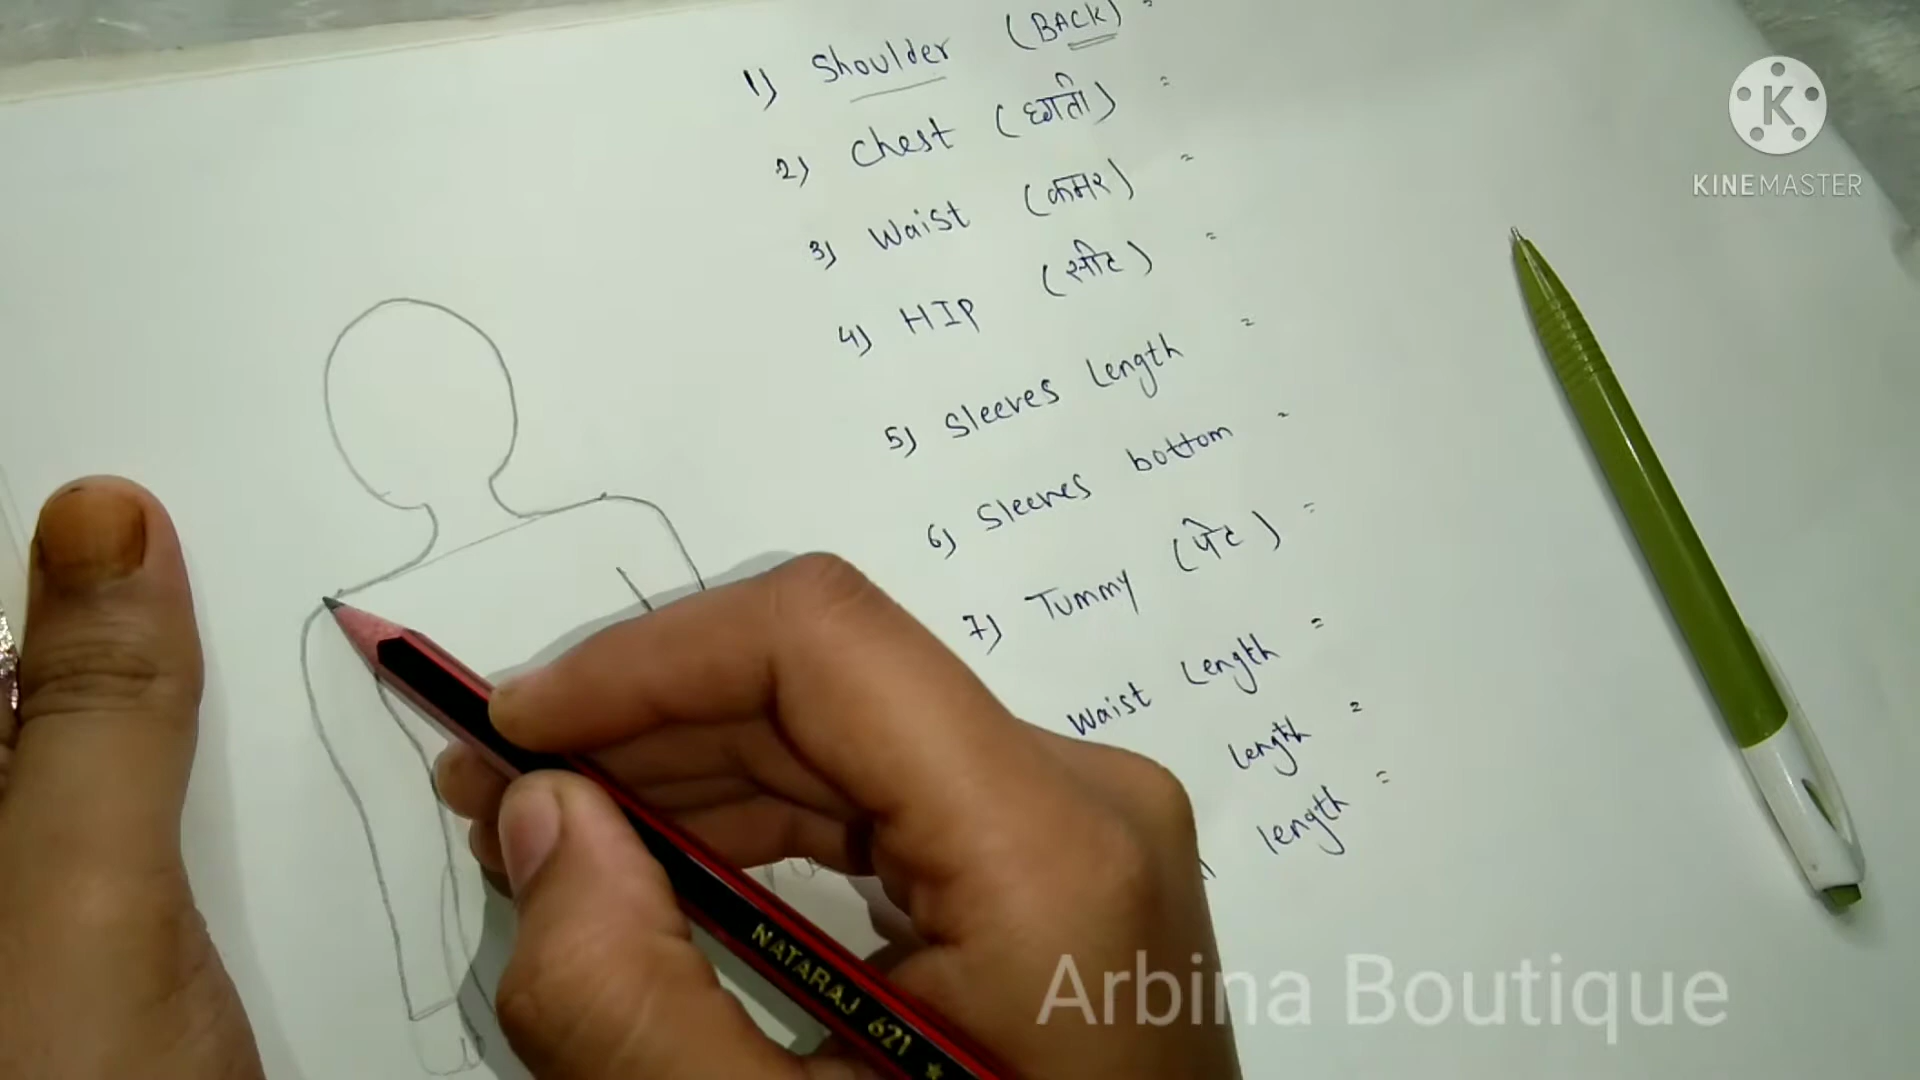 1) Shoulder (BACK) =
2) Chest (छाती) =
3) Waist (कमर) =
4) HIP (सीट) =
5) Sleeves Length =
6) Sleeves bottom =
7) Tummy (पेट) =
Waist Length =
Length =
length =
K
KINEMASTER
NATARAJ 621
Arbina Boutique